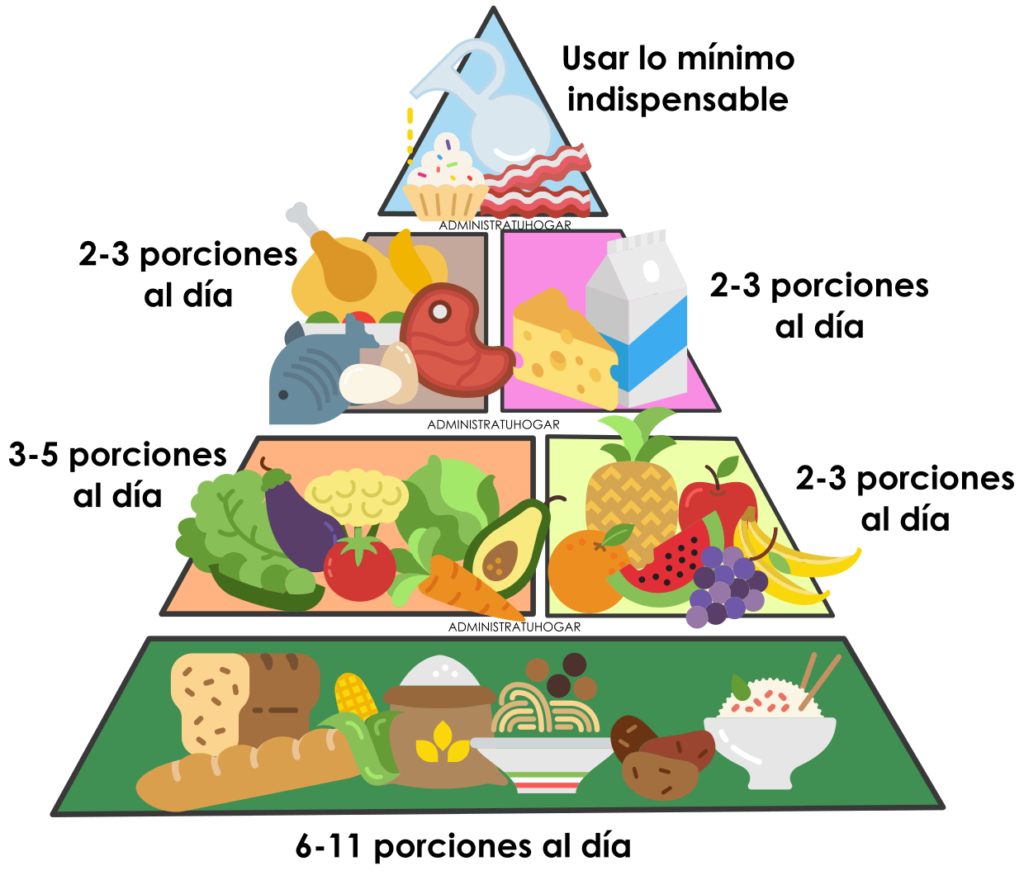 Usar lo mínimo
indispensable
ADMINISTRATUHOGAR
2-3 porciones
al día
2-3 porciones
al día
ADMINISTRATUHOGAR
3-5 porciones
al día
2-3 porciones
al día
ADMINISTRATUHOGAR
6-11 porciones al día